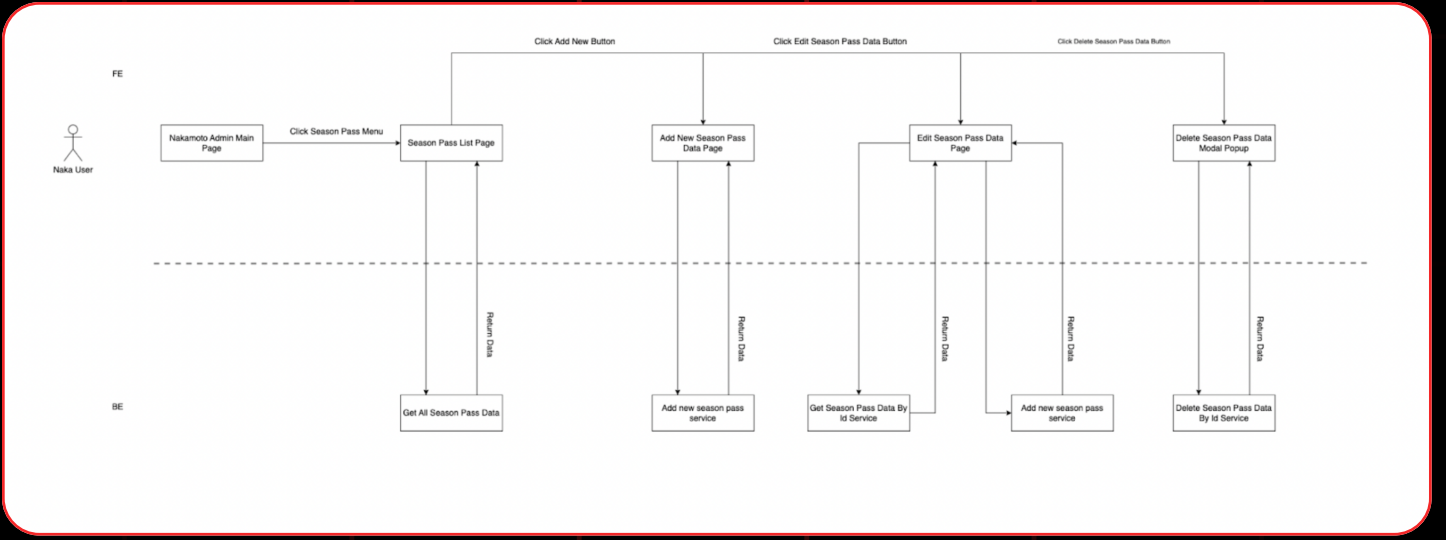 Click Add New Button
Click Edit Season Pass Data Button
Click Delete Season Pass Data Button
FE
Nakamoto Admin Main
Page
Click Season Pass Menu
Season Pass List Page
Add New Season Pass
Data Page
Edit Season Pass Data
Page
Delete Season Pass Data
Modal Popup
Naka User
Return Data
Return Data
Return Data
Return Data
Return Data
BE
Get All Season Pass Data
Add new season pass
service
Get Season Pass Data By
Id Service
Add new season pass
service
Delete Season Pass Data
By Id Service